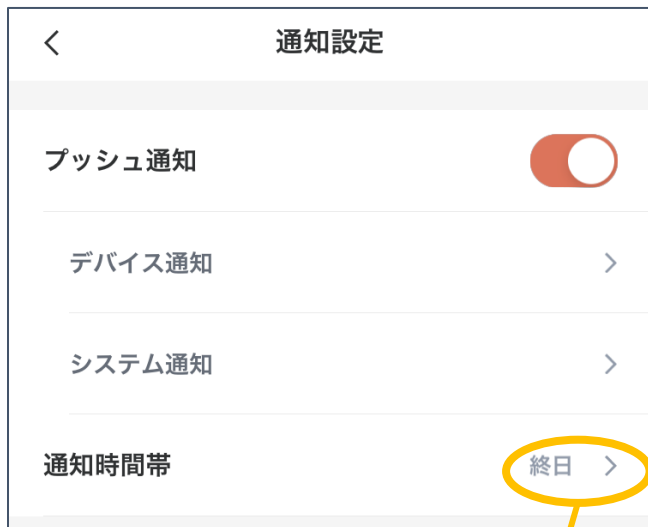 通知設定
プッシュ通知
デバイス通知
システム通知
通知時間帯 終日